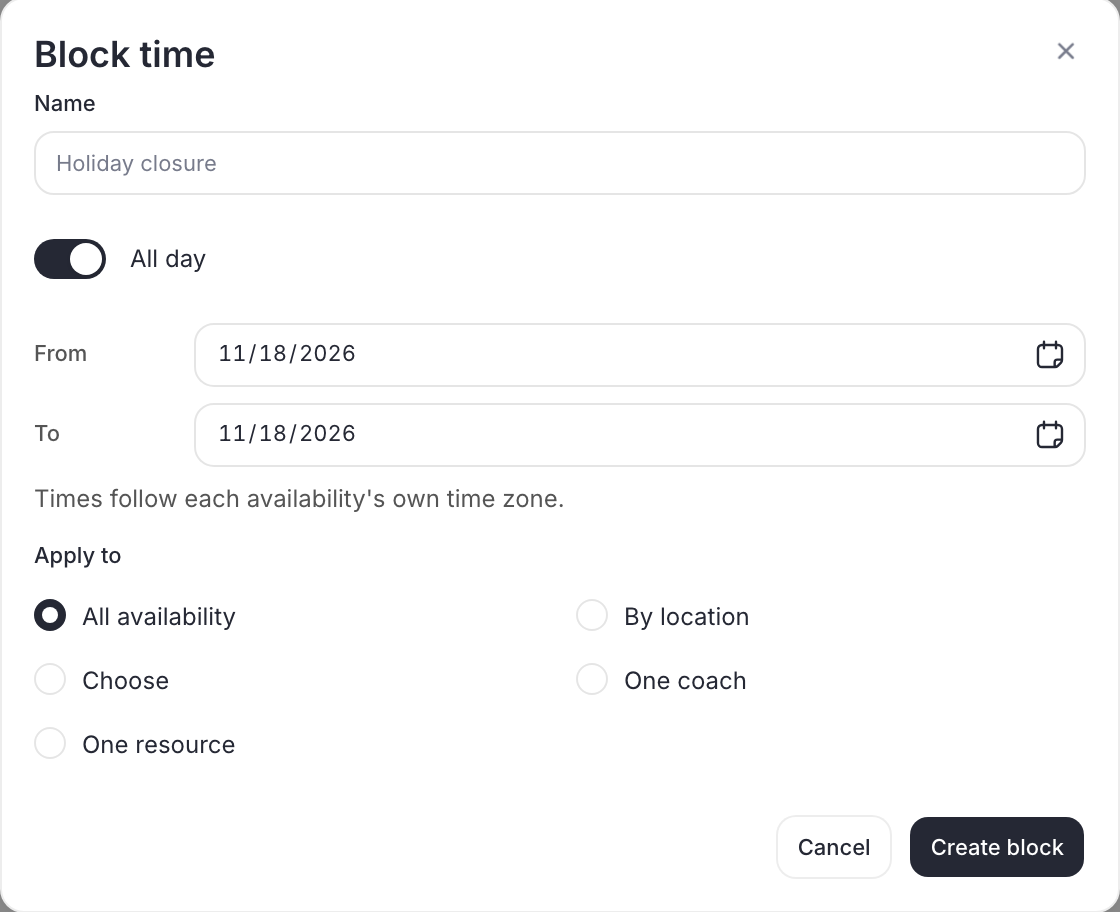 Block time
Name
Holiday closure
All day
From
11/18/2026
To
11/18/2026
Times follow each availability's own time zone.
Apply to
All availability
By location
Choose
One coach
One resource
Cancel
Create block